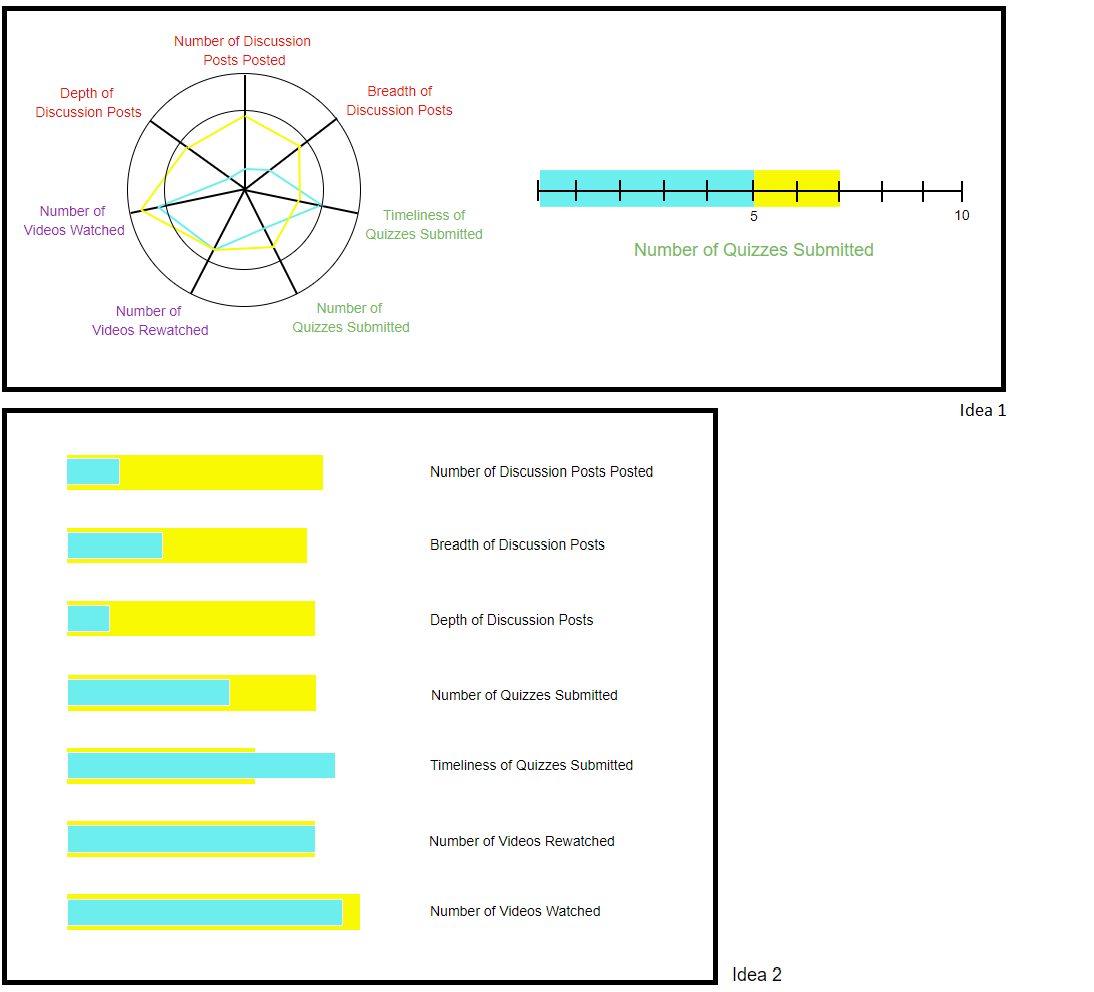 Number of Discussion
Posts Posted
Depth of
Discussion Posts
Breadth of
Discussion Posts
Number of
Videos Watched
Timeliness of
Quizzes Submitted
Number of
Videos Rewatched
Number of
Quizzes Submitted
5
10
Number of Quizzes Submitted
Idea 1
Number of Discussion Posts Posted
Breadth of Discussion Posts
Depth of Discussion Posts
Number of Quizzes Submitted
Timeliness of Quizzes Submitted
Number of Videos Rewatched
Number of Videos Watched
Idea 2